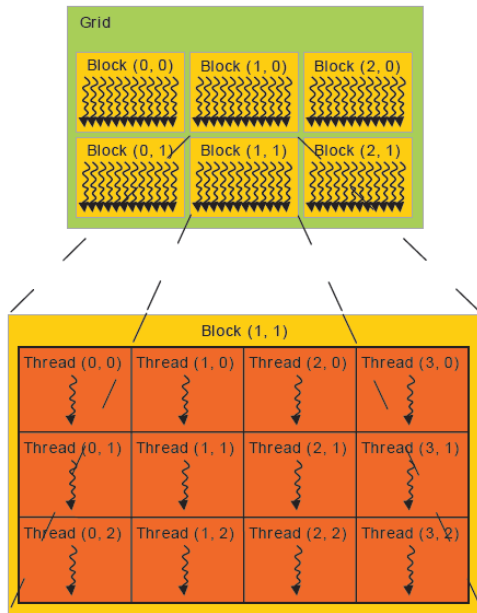 Grid
Block (0, 0) Block (1, 0) Block (2, 0)
Block (0, 1) Block (1, 1) Block (2, 1)
Block (1, 1)
Thread (0, 0) Thread (1, 0) Thread (2, 0) Thread (3, 0)
Thread (0, 1) Thread (1, 1) Thread (2, 1) Thread (3, 1)
Thread (0, 2) Thread (1, 2) Thread (2, 2) Thread (3, 2)